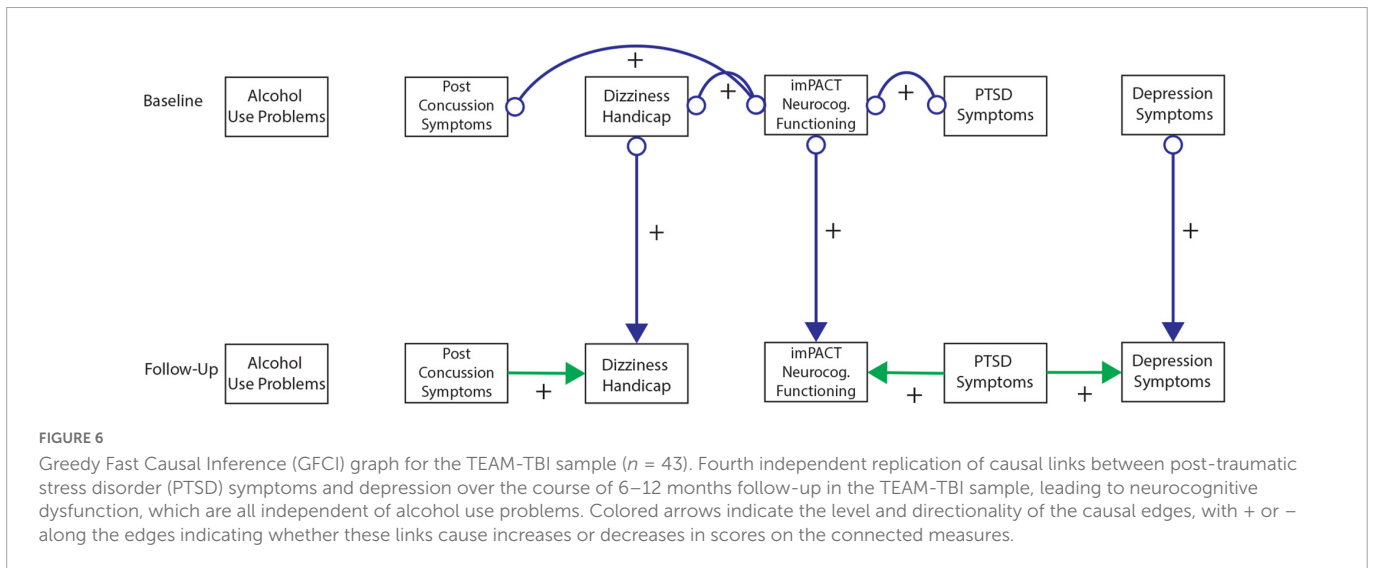 Baseline
Alcohol
Use Problems
Post
Concussion
Symptoms
+
Dizziness
Handicap
+
imPACT
Neurocog.
Functioning
+
PTSD
Symptoms
Depression
Symptoms
+
+
+
Follow-Up
Alcohol
Use Problems
Post
Concussion
Symptoms
+
Dizziness
Handicap
imPACT
Neurocog.
Functioning
+
PTSD
Symptoms
+
Depression
Symptoms
FIGURE 6
Greedy Fast Causal Inference (GFCI) graph for the TEAM-TBI sample (n = 43). Fourth independent replication of causal links between post-traumatic
stress disorder (PTSD) symptoms and depression over the course of 6–12 months follow-up in the TEAM-TBI sample, leading to neurocognitive
dysfunction, which are all independent of alcohol use problems. Colored arrows indicate the level and directionality of the causal edges, with + or –
along the edges indicating whether these links cause increases or decreases in scores on the connected measures.